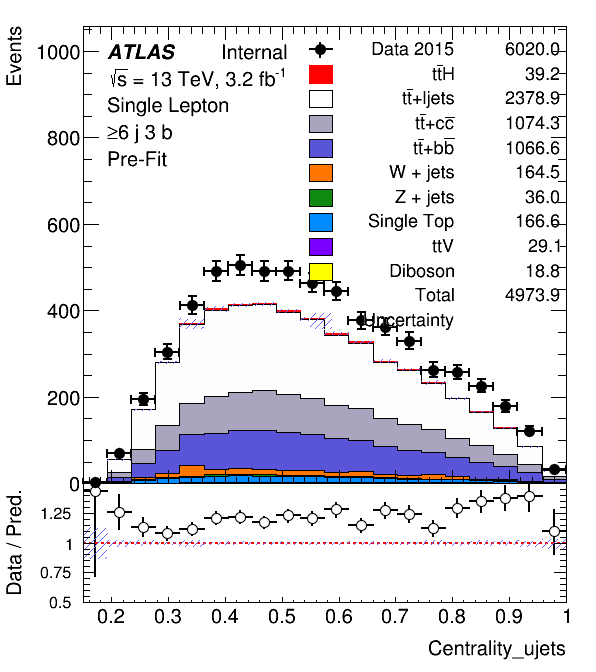 Events
1000
800
600
400
200
0
ATLAS Internal
√s = 13 TeV, 3.2 fb⁻¹
Single Lepton
≥6 j 3 b
Pre-Fit
Data 2015 6020.0
tt̄H 39.2
tt̄+ljets 2378.9
tt̄+cc̄ 1074.3
tt̄+bb̄ 1066.6
W + jets 164.5
Z + jets 36.0
Single Top 166.6
ttV 29.1
Diboson 18.8
Total 4973.9
Uncertainty
Data / Pred.
1.25
1
0.75
0.5
0.2 0.3 0.4 0.5 0.6 0.7 0.8 0.9 1
Centrality_ujets